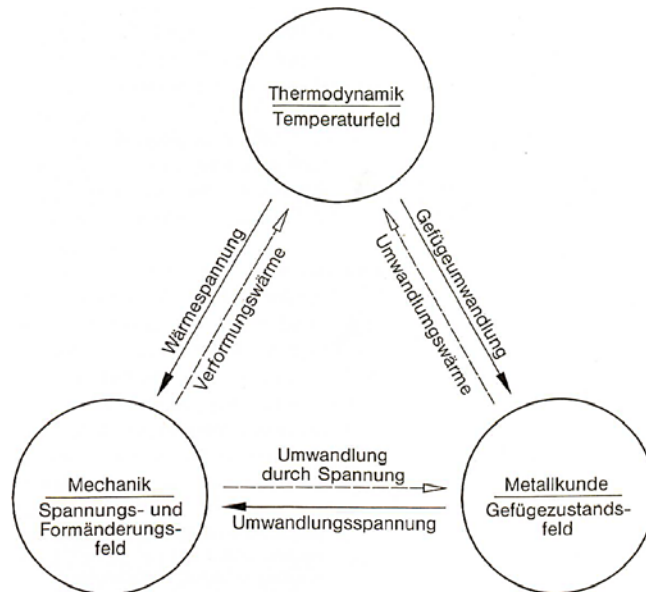 Thermodynamik
Temperaturfeld
Wärmespannung
Verformungswärme
Gefügeumwandlung
Umwandlungswärme
Mechanik
Spannungs- und
Formänderungs-
feld
Umwandlung
durch Spannung
Umwandlungsspannung
Metallkunde
Gefügezustands-
feld